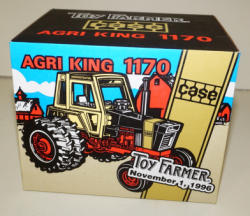 TOY FARMER
CASE
AGRI KING 1170
case
TOY FARMER
November 1, 1996